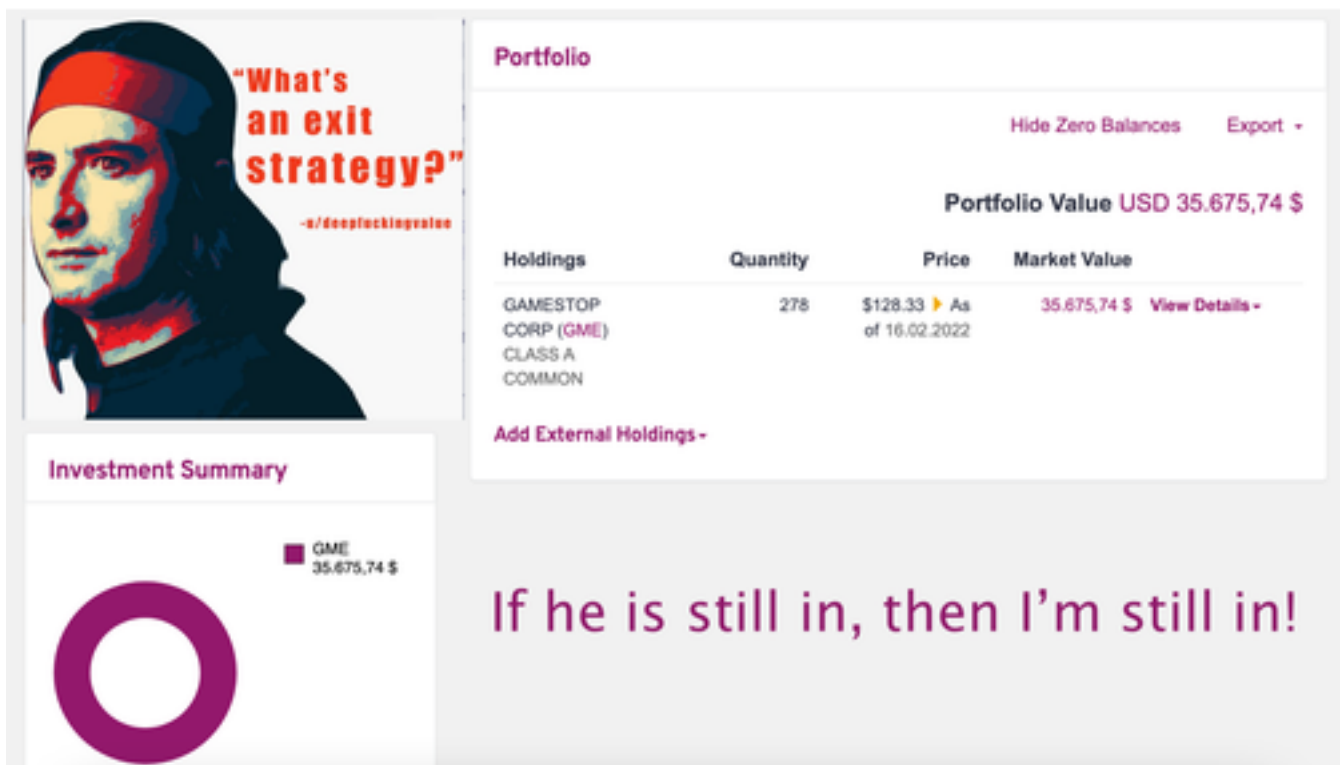 “What's
an exit
strategy?”
-u/deepfuckingvalue
Portfolio
Hide Zero Balances Export
Portfolio Value USD 35.675,74 $
Holdings Quantity Price Market Value
GAMESTOP 278 $128.33 As 35.675,74 $ View Details
CORP (GME) of 16.02.2022
CLASS A
COMMON
Add External Holdings
Investment Summary
GME
35.675,74 $
If he is still in, then I’m still in!